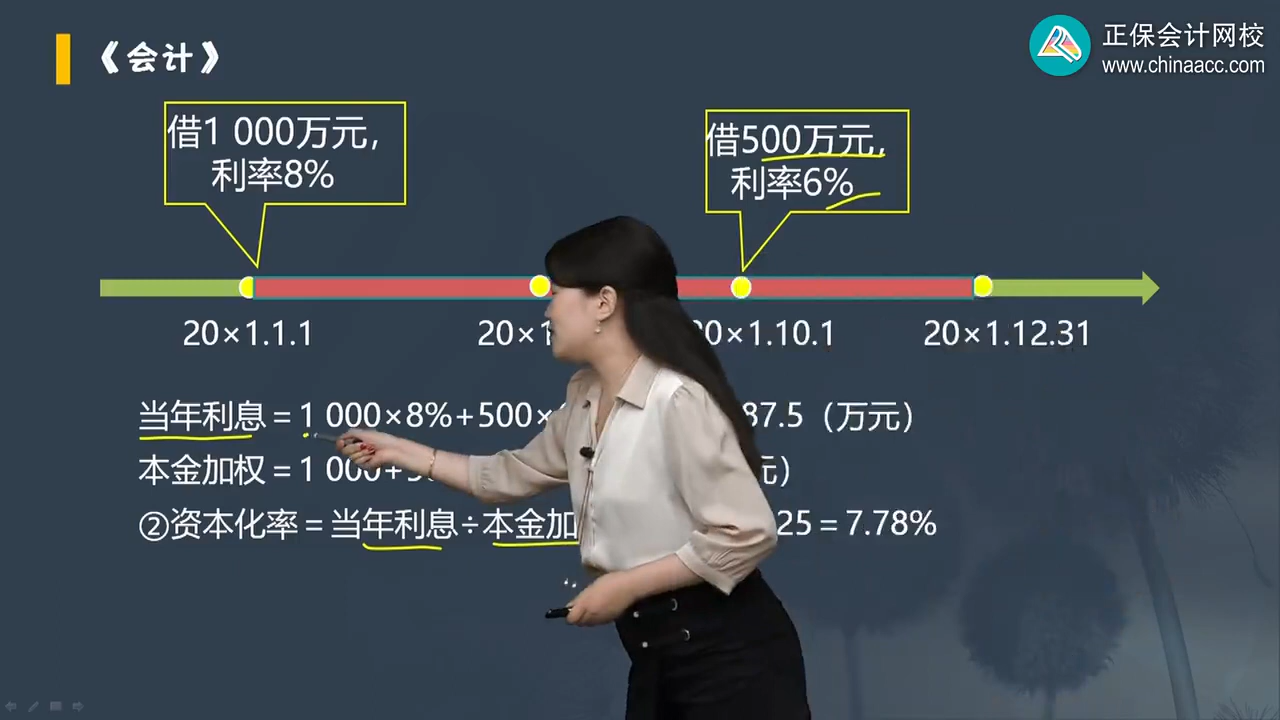 《会计》
正保会计网校
www.chinaacc.com
借1 000万元，
利率8%
借500万元，
利率6%
20×1.1.1
20×1
0×1.10.1
20×1.12.31
当年利息＝1 000×8%+500× 87.5（万元）
本金加权＝1 000+ 元）
②资本化率＝当年利息÷本金加 25＝7.78%